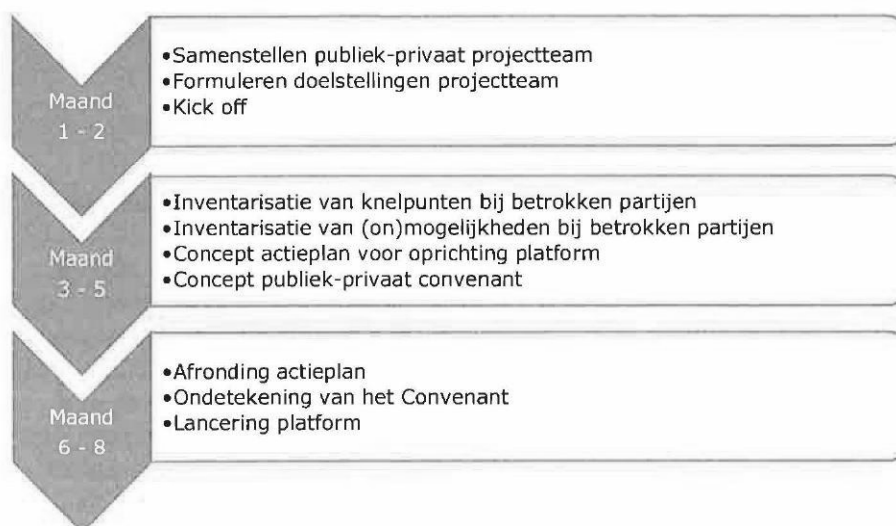 Maand
1 - 2
•Samenstellen publiek-privaat projectteam
•Formuleren doelstellingen projectteam
•Kick off
Maand
3 - 5
•Inventarisatie van knelpunten bij betrokken partijen
•Inventarisatie van (on)mogelijkheden bij betrokken partijen
•Concept actieplan voor oprichting platform
•Concept publiek-privaat convenant
Maand
6 - 8
•Afronding actieplan
•Ondetekening van het Convenant
•Lancering platform